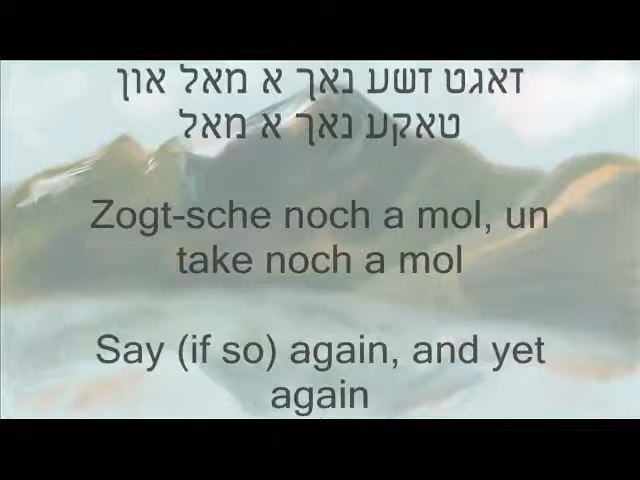 זאגט זשע נאך א מאל און
טאקע נאך א מאל
Zogt-sche noch a mol, un
take noch a mol
Say (if so) again, and yet
again